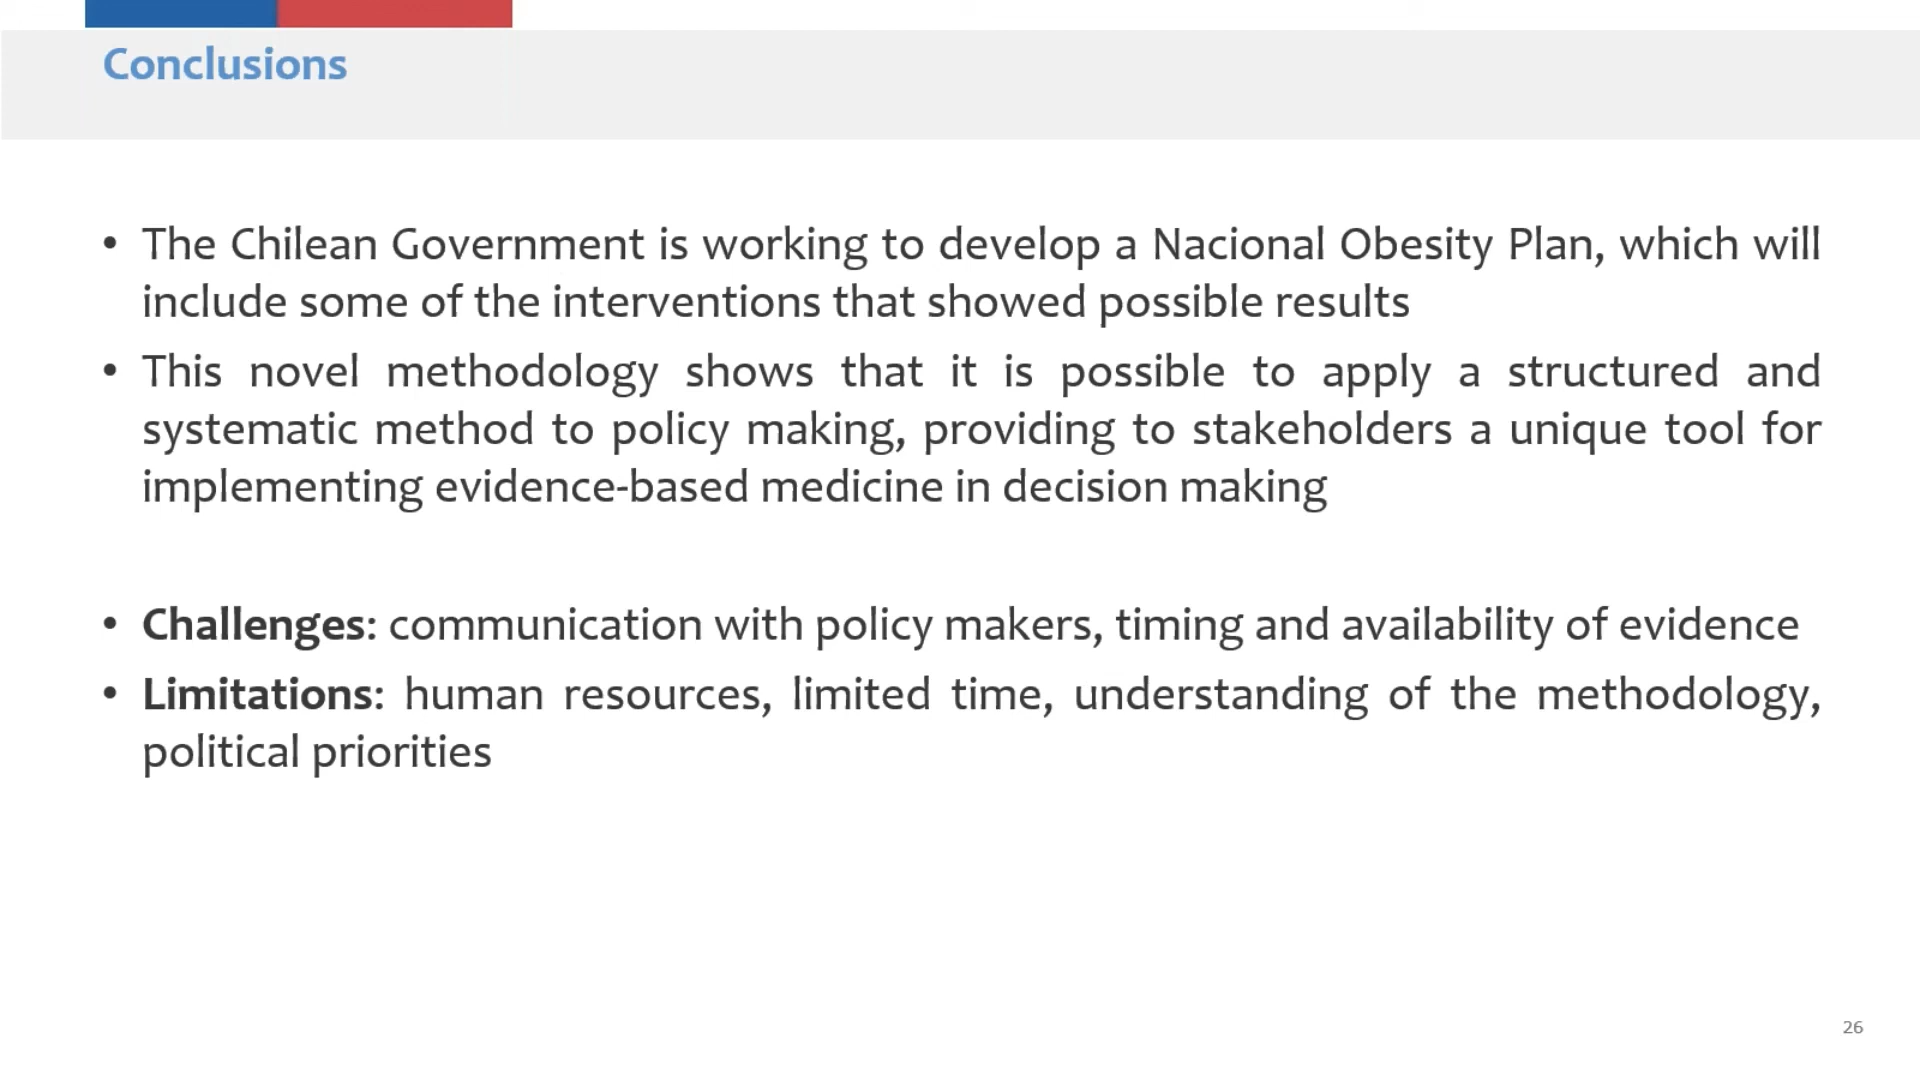 Conclusions
• The Chilean Government is working to develop a Nacional Obesity Plan, which will
include some of the interventions that showed possible results
• This novel methodology shows that it is possible to apply a structured and
systematic method to policy making, providing to stakeholders a unique tool for
implementing evidence-based medicine in decision making
• Challenges: communication with policy makers, timing and availability of evidence
• Limitations: human resources, limited time, understanding of the methodology,
political priorities
26